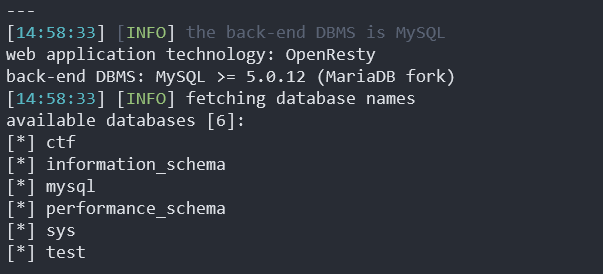 ---
[14:58:33] [INFO] the back-end DBMS is MySQL
web application technology: OpenResty
back-end DBMS: MySQL >= 5.0.12 (MariaDB fork)
[14:58:33] [INFO] fetching database names
available databases [6]:
[*] ctf
[*] information_schema
[*] mysql
[*] performance_schema
[*] sys
[*] test